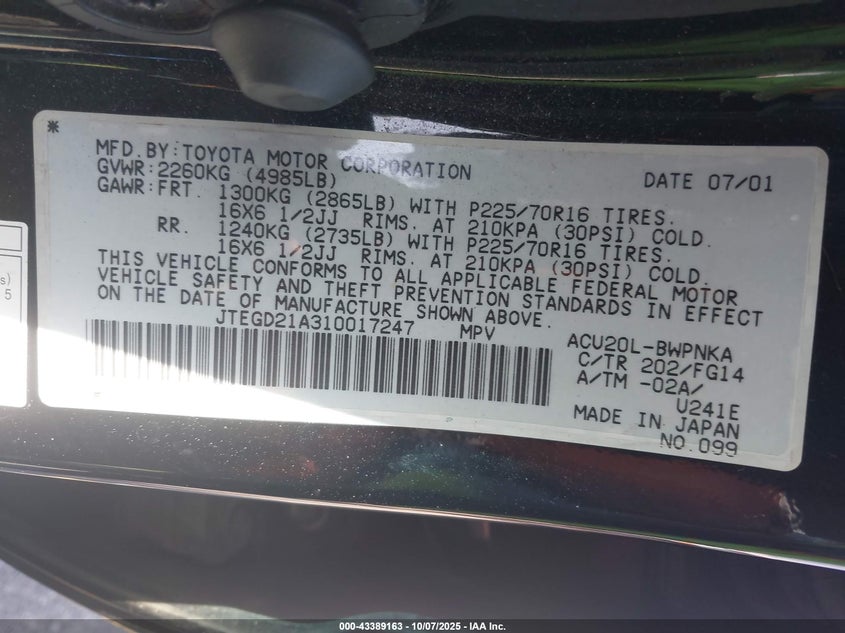 *
MFD.BY:TOYOTA MOTOR CORPORATION DATE 07/01
GVWR:2260KG (4985LB)
GAWR:FRT. 1300KG (2865LB) WITH P225/70R16 TIRES.
16X6 1/2JJ RIMS. AT 210KPA (30PSI) COLD.
RR. 1240KG (2735LB) WITH P225/70R16 TIRES.
16X6 1/2JJ RIMS. AT 210KPA (30PSI) COLD.
THIS VEHICLE CONFORMS TO ALL APPLICABLE FEDERAL MOTOR
VEHICLE SAFETY AND THEFT PREVENTION STANDARDS IN EFFECT
ON THE DATE OF MANUFACTURE SHOWN ABOVE.
JTEGD21A310017247 MPV
ACU20L-BWPNKA
C/TR 202/FG14
A/TM -02A/
U241E
MADE IN JAPAN
NO.099
s)
5
000-43389163 - 10/07/2025 - IAA Inc.